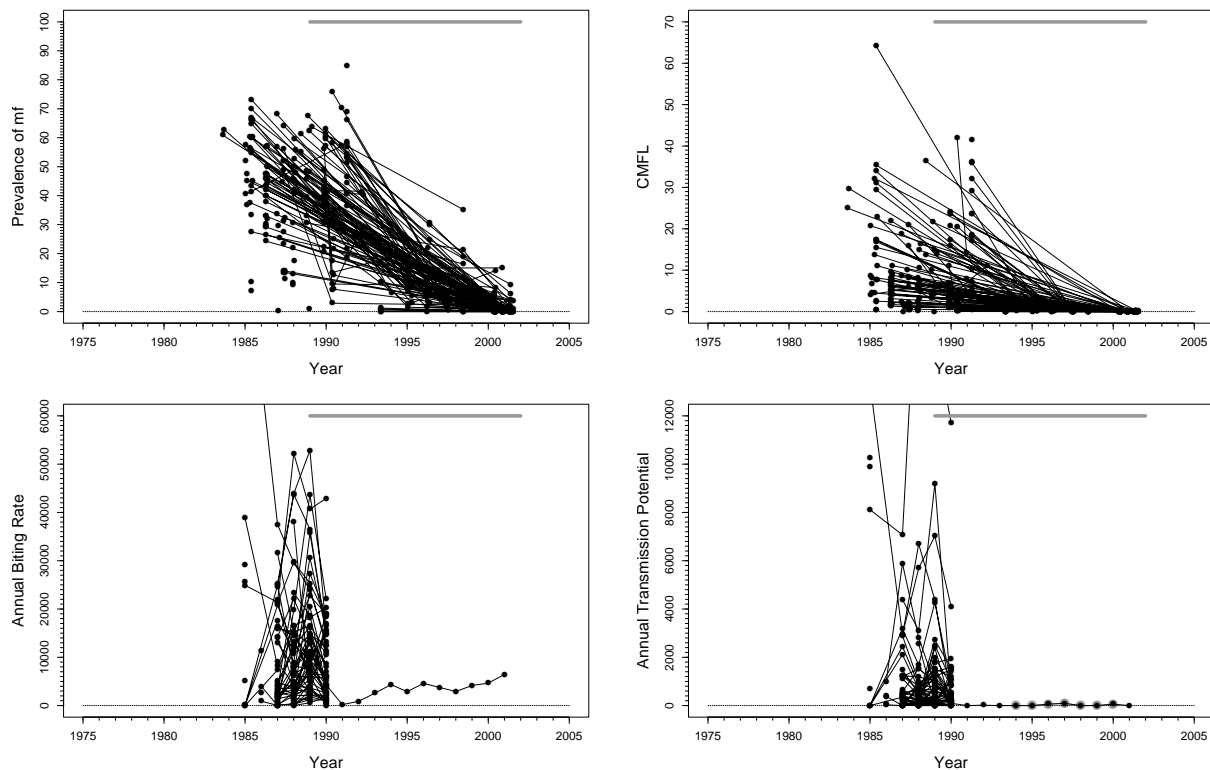 Prevalence of mf
0 10 20 30 40 50 60 70 80 90 100
1975 1980 1985 1990 1995 2000 2005
Year
CMFL
0 10 20 30 40 50 60 70
1975 1980 1985 1990 1995 2000 2005
Year
Annual Biting Rate
0 10000 20000 30000 40000 50000 60000
1975 1980 1985 1990 1995 2000 2005
Year
Annual Transmission Potential
0 2000 4000 6000 8000 10000 12000
1975 1980 1985 1990 1995 2000 2005
Year